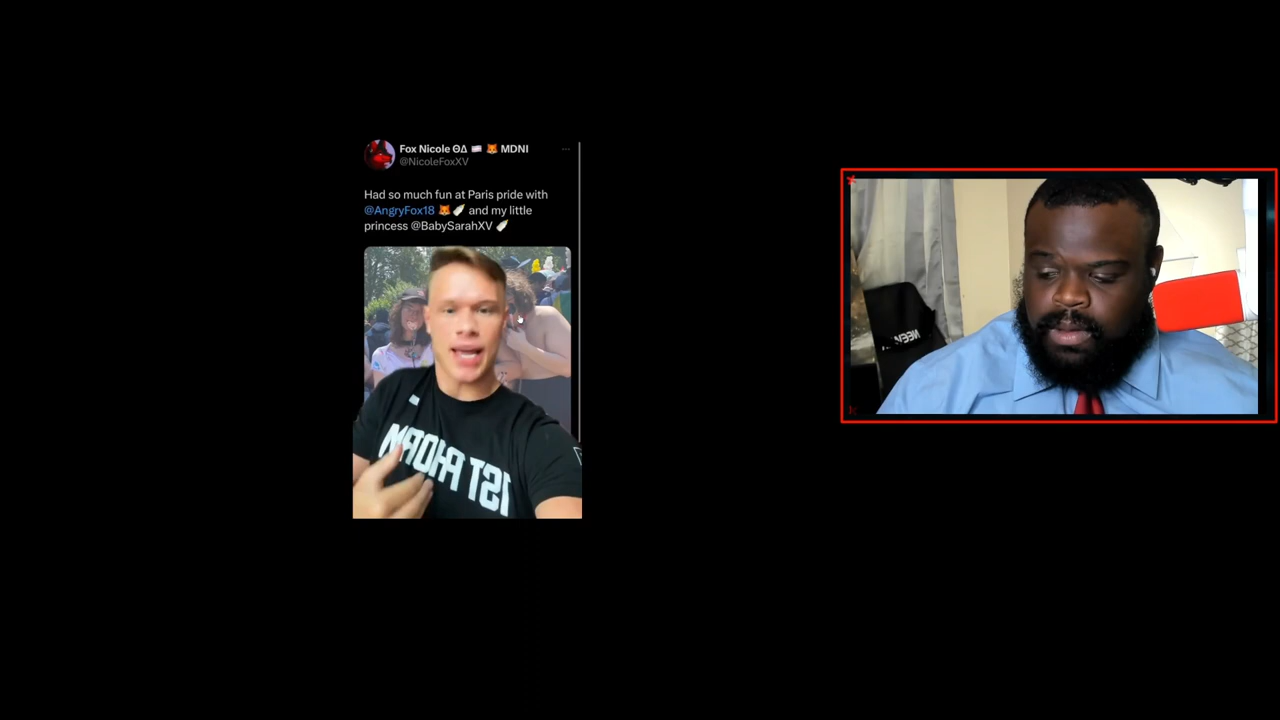 Fox Nicole ΘΔ 🦊 MDNI
@NicoleFoxXV
Had so much fun at Paris pride with
@AngryFox18 🦊🍼 and my little
princess @BabySarahXV 🍼
1ST PHORM